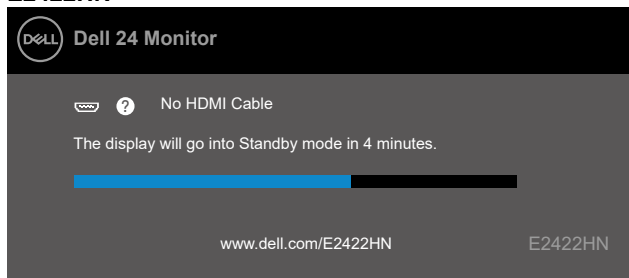 DELL
Dell 24 Monitor
? No HDMI Cable
The display will go into Standby mode in 4 minutes.
www.dell.com/E2422HN
E2422HN